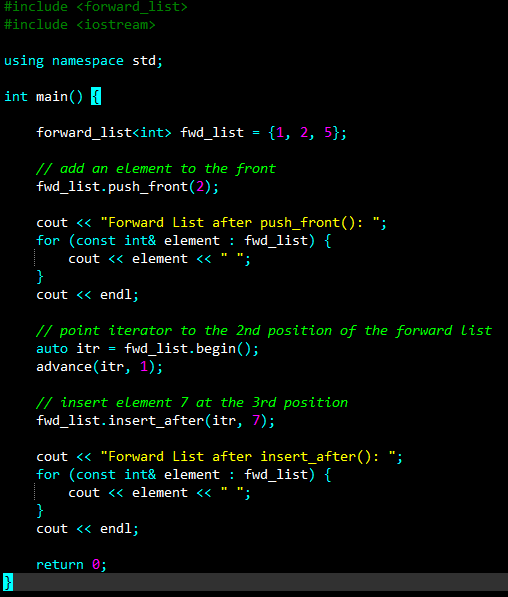 #include <forward_list>
#include <iostream>

using namespace std;

int main() {

    forward_list<int> fwd_list = {1, 2, 5};

    // add an element to the front
    fwd_list.push_front(2);

    cout << "Forward List after push_front(): ";
    for (const int& element : fwd_list) {
        cout << element << " ";
    }
    cout << endl;

    // point iterator to the 2nd position of the forward list
    auto itr = fwd_list.begin();
    advance(itr, 1);

    // insert element 7 at the 3rd position
    fwd_list.insert_after(itr, 7);

    cout << "Forward List after insert_after(): ";
    for (const int& element : fwd_list) {
        cout << element << " ";
    }
    cout << endl;

    return 0;
}